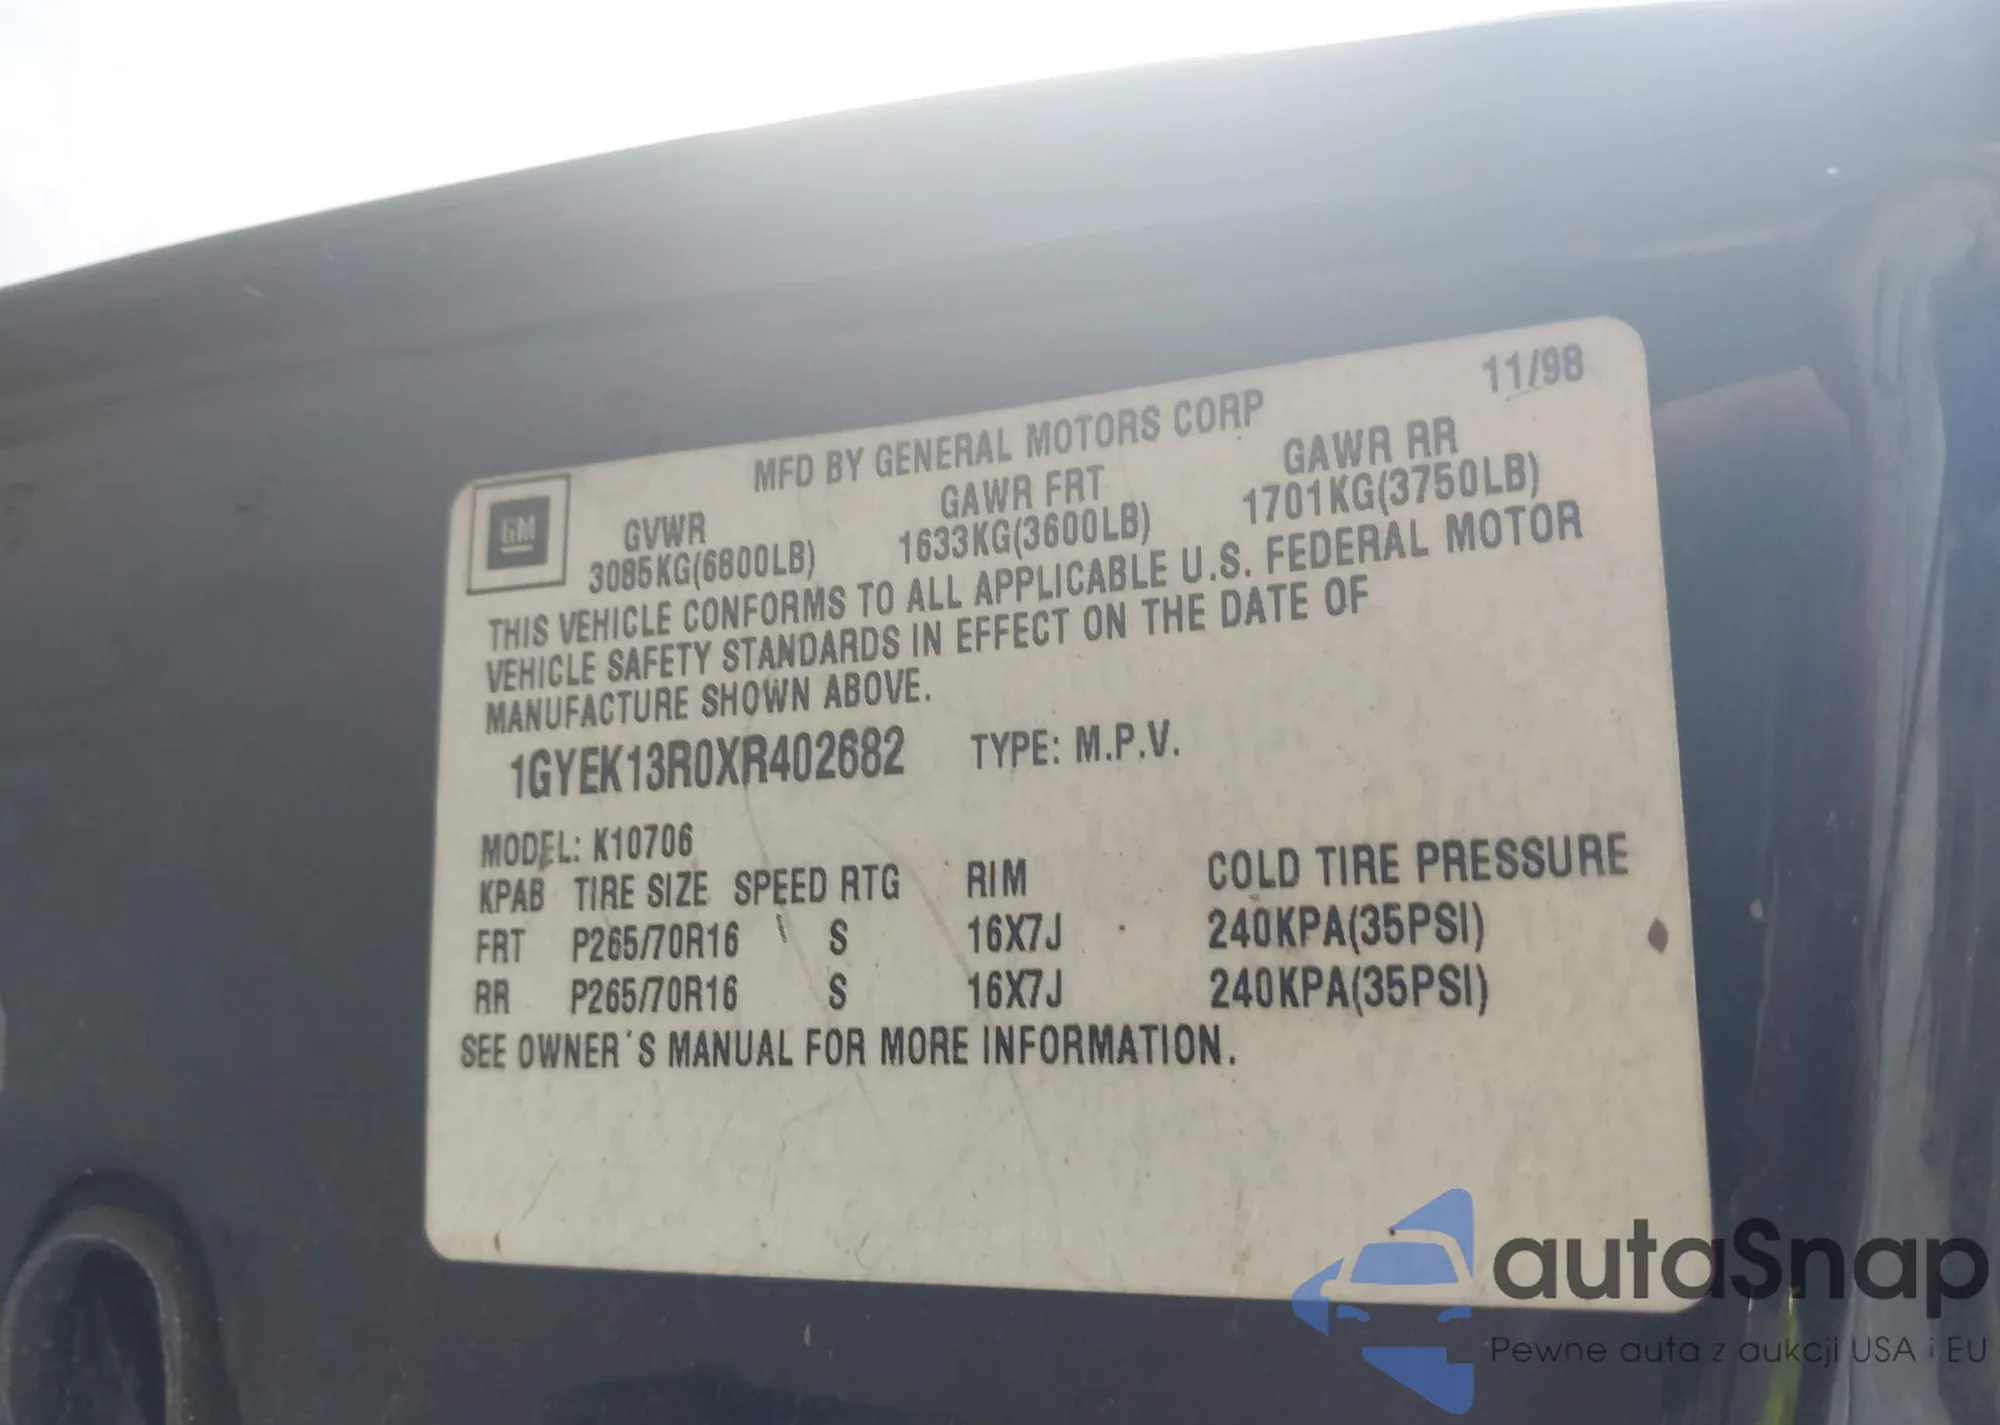 11/98
MFD BY GENERAL MOTORS CORP
GM
GVWR GAWR FRT GAWR RR
3085KG(6800LB) 1633KG(3600LB) 1701KG(3750LB)
THIS VEHICLE CONFORMS TO ALL APPLICABLE U.S. FEDERAL MOTOR
VEHICLE SAFETY STANDARDS IN EFFECT ON THE DATE OF
MANUFACTURE SHOWN ABOVE.
1GYEK13R0XR402682 TYPE: M.P.V.
MODEL: K10706
KPAB TIRE SIZE SPEED RTG RIM COLD TIRE PRESSURE
FRT P265/70R16 S 16X7J 240KPA(35PSI)
RR P265/70R16 S 16X7J 240KPA(35PSI)
SEE OWNER'S MANUAL FOR MORE INFORMATION.
autaSnap
Pewne auta z aukcji USA i EU